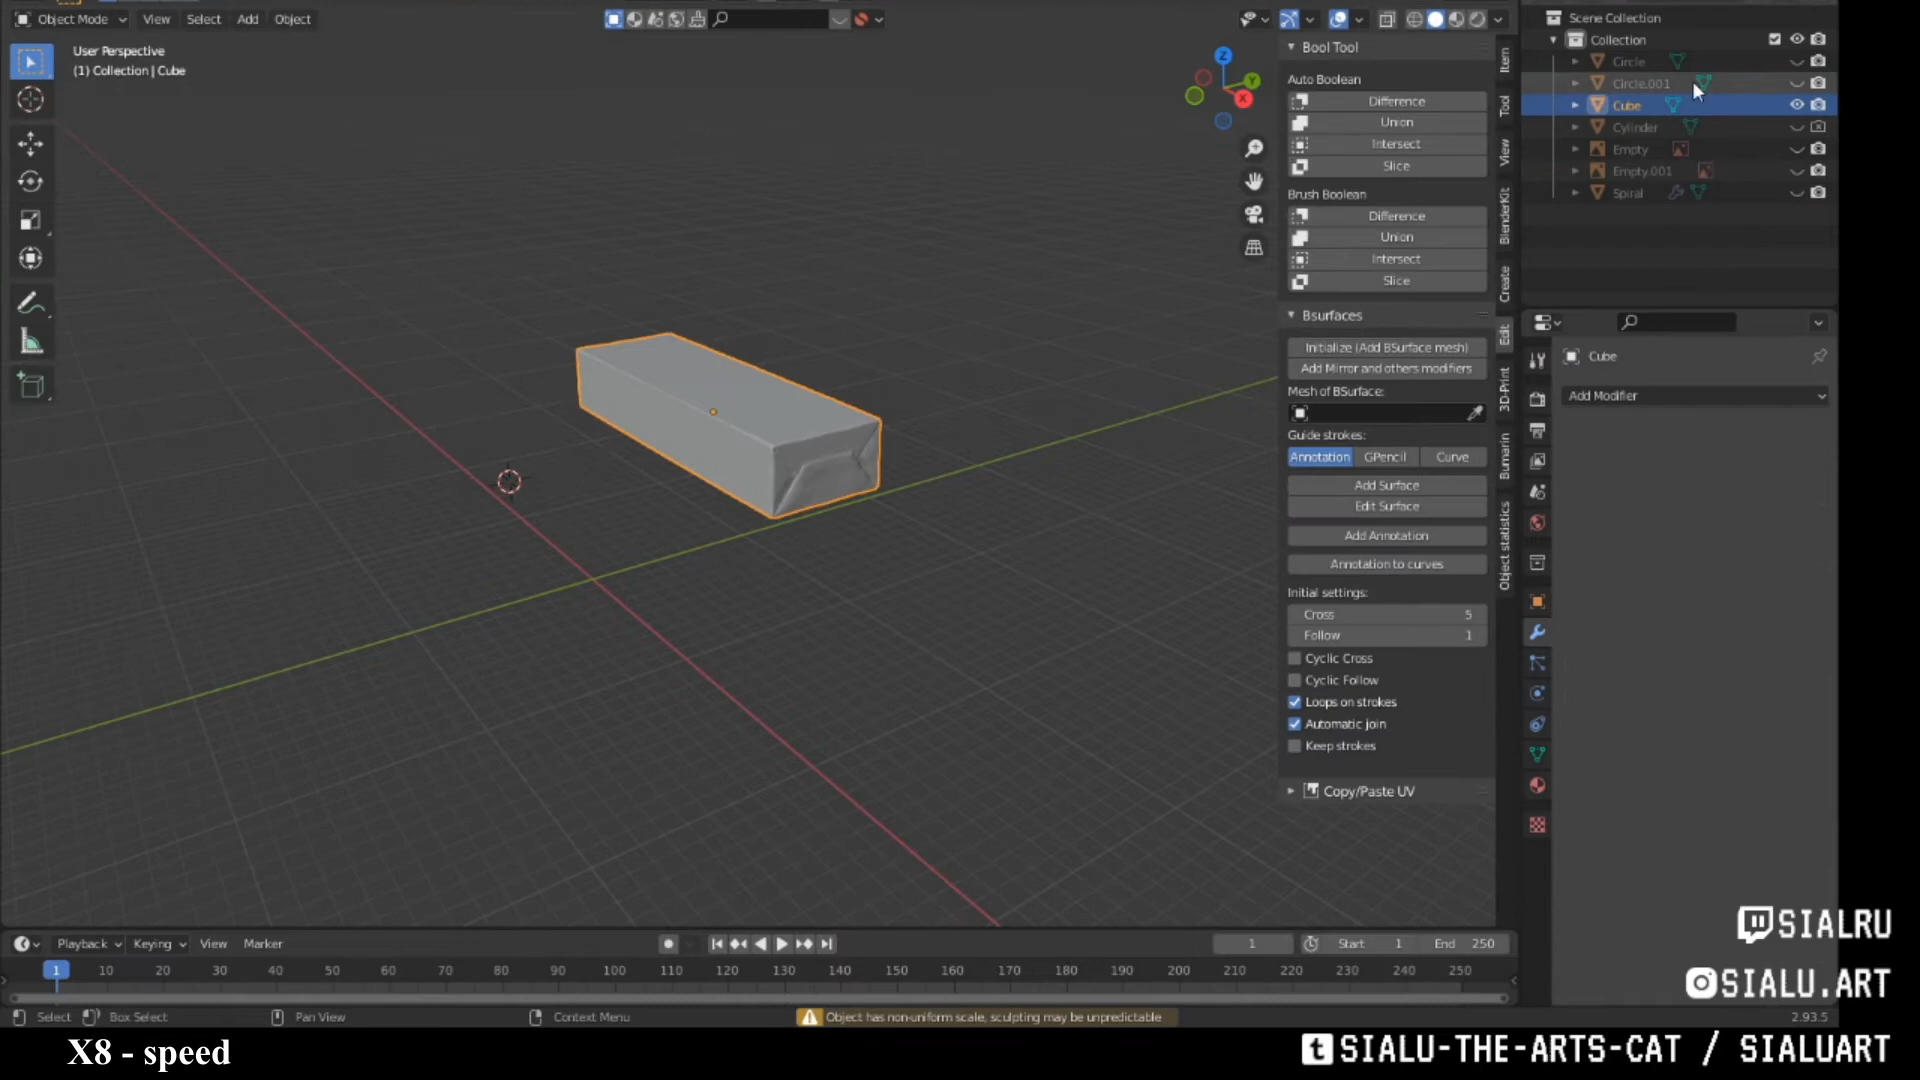 Object Mode View Select Add Object
User Perspective
(1) Collection | Cube
Z
Y
X
Bool Tool
Auto Boolean
Difference
Union
Intersect
Slice
Brush Boolean
Difference
Union
Intersect
Slice
Bsurfaces
Initialize (Add BSurface mesh)
Add Mirror and others modifiers
Mesh of BSurface:
Guide strokes:
Annotation GPencil Curve
Add Surface
Edit Surface
Add Annotation
Annotation to curves
Initial settings:
Cross 5
Follow 1
Cyclic Cross
Cyclic Follow
Loops on strokes
Automatic join
Keep strokes
Copy/Paste UV
Item
Tool
View
BlenderKit
Create
Edit
3D-Print
Bumarin
Object statistics
Scene Collection
Collection
Circle
Circle.001
Cube
Cylinder
Empty
Empty.001
Spiral
Cube
Add Modifier
Playback Keying View Marker
1 Start 1 End 250
1 10 20 30 40 50 60 70 80 90 100 110 120 130 140 150 160 170 180 190 200 210 220 230 240 250
Select Box Select Pan View Context Menu Object has non-uniform scale, sculpting may be unpredictable 2.93.5
SIALRU
SIALU.ART
X8 - speed
t SIALU-THE-ARTS-CAT / SIALUART